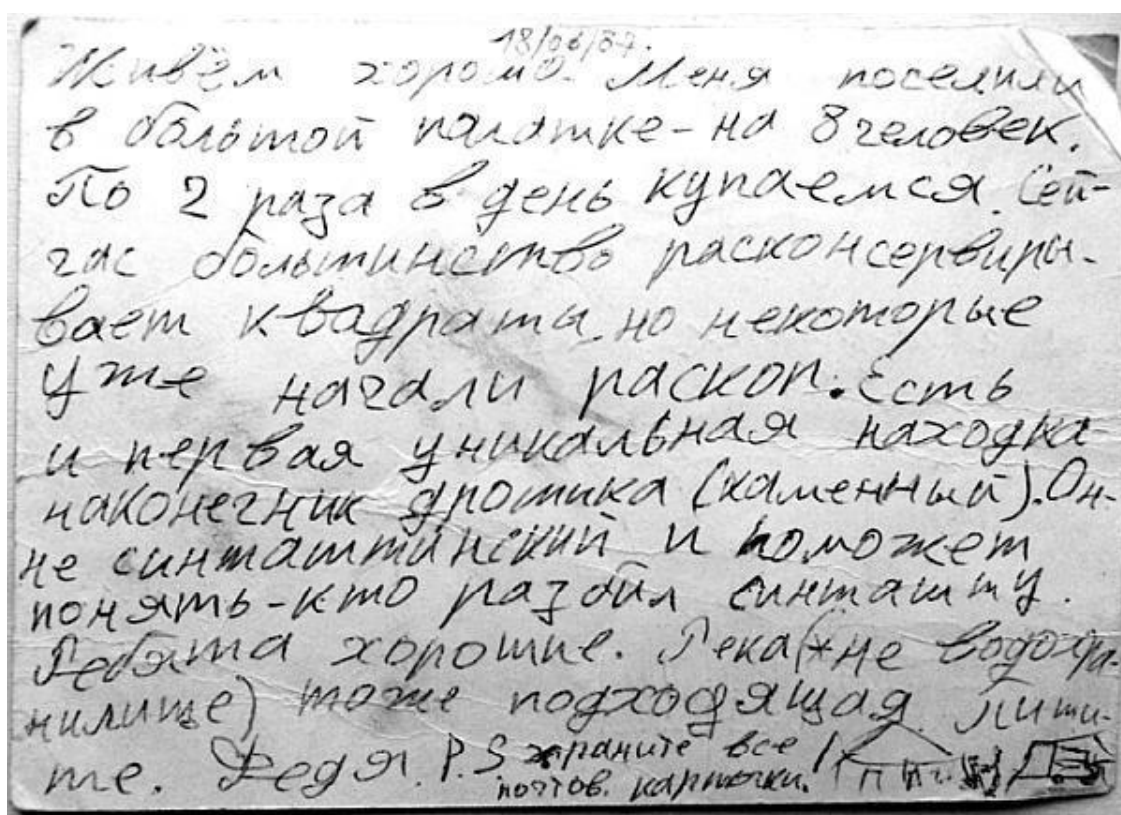 18/06/87.
Живём хорошо. Меня поселили
в большой палатке - на 8 человек.
По 2 раза в день купаемся. Сей-
час большинство расконсервиры-
вает квадраты, но некоторые
уже начали раскоп. Есть
и первая уникальная находка
наконечник дротика (каменный). Он-
не синташтинский и поможет
понять - кто разбил синташту.
Ребята хорошие. Река (*не водохра-
нилище) тоже подходящая. Пиши-
те. Федя. P.S храните все
почтов. карточки.